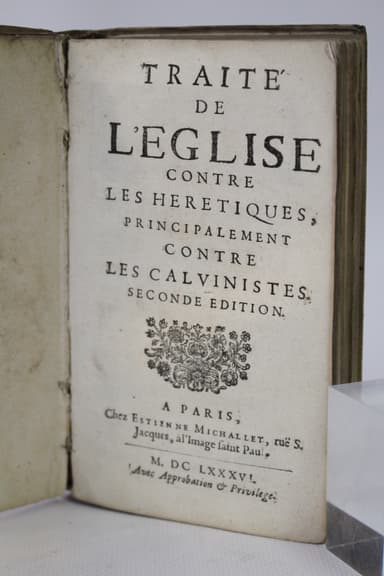 TRAITÉ
DE
L'EGLISE
CONTRE
LES HERETIQUES,
PRINCIPALEMENT
CONTRE
LES CALVINISTES.
SECONDE EDITION.
A PARIS,
Chez ESTIENNE MICHALLET, ruë S.
Jacques, à l'Image saint Paul.
M. DC LXXXVI.
Avec Approbation & Privilege.